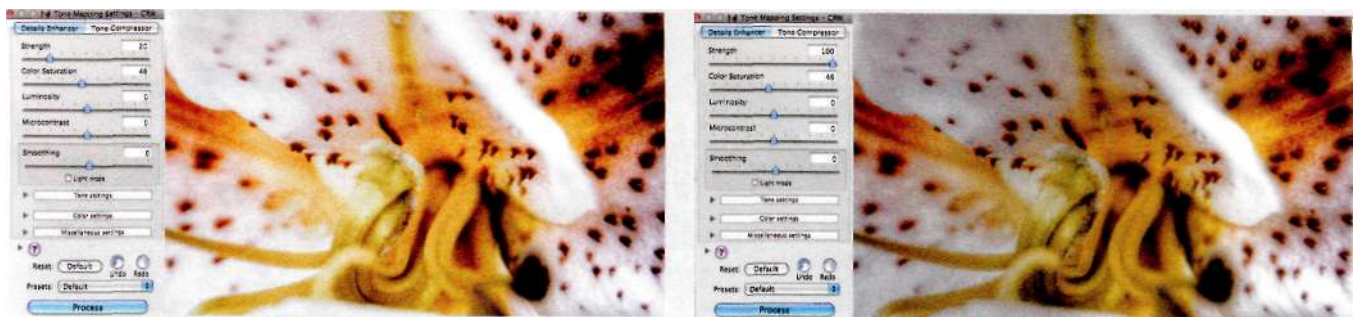 Tone Mapping Settings - CRW
Details Enhancer Tone Compressor
Strength 20
Color Saturation 46
Luminosity 0
Microcontrast 0
Smoothing 0
Light mode
Tone settings
Color settings
Miscellaneous settings
?
Reset: Default Undo Redo
Presets: Default
Process
Tone Mapping Settings - CRW
Details Enhancer Tone Compressor
Strength 100
Color Saturation 46
Luminosity 0
Microcontrast 0
Smoothing 0
Light mode
Tone settings
Color settings
Miscellaneous settings
?
Reset: Default Undo Redo
Presets: Default
Process